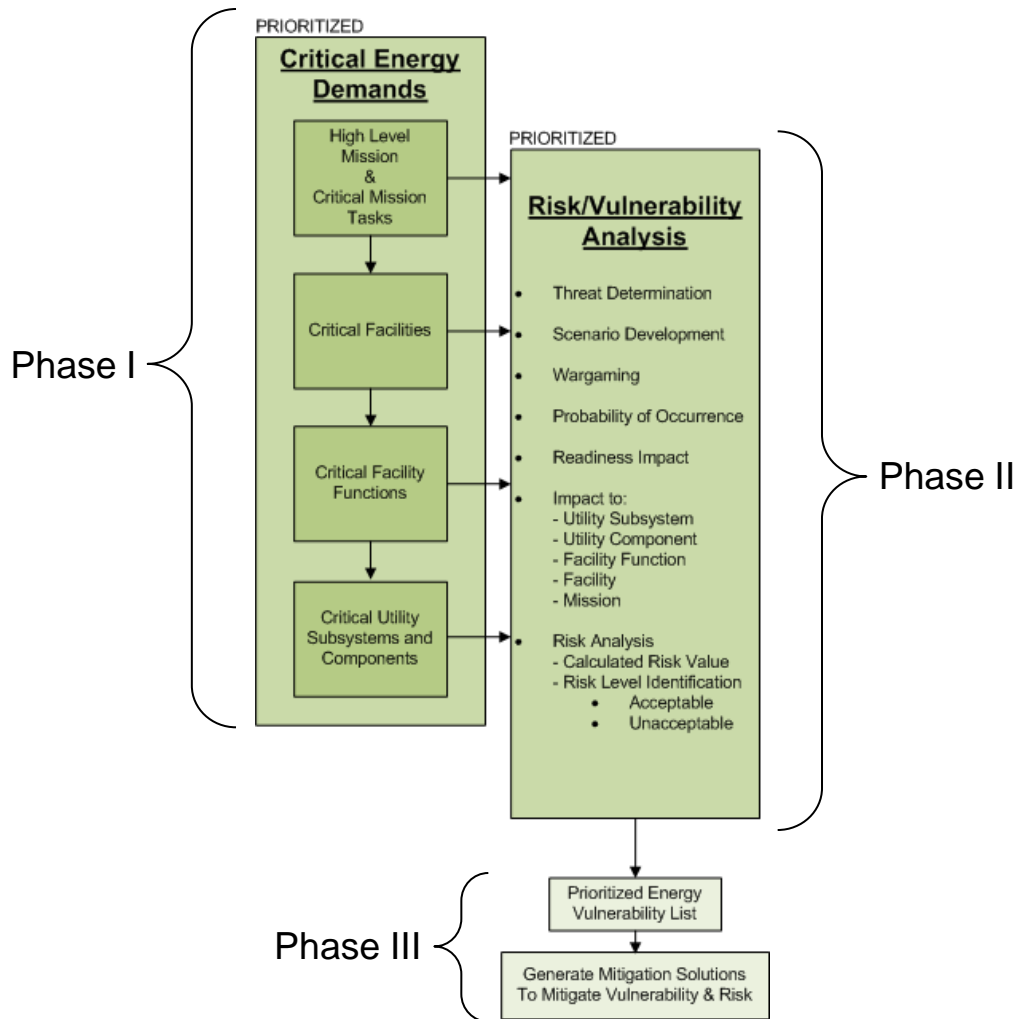 PRIORITIZED
Critical Energy
Demands
High Level
Mission
&
Critical Mission
Tasks
Critical Facilities
Critical Facility
Functions
Critical Utility
Subsystems and
Components
Phase I
PRIORITIZED
Risk/Vulnerability
Analysis
• Threat Determination
• Scenario Development
• Wargaming
• Probability of Occurrence
• Readiness Impact
• Impact to:
- Utility Subsystem
- Utility Component
- Facility Function
- Facility
- Mission
• Risk Analysis
- Calculated Risk Value
- Risk Level Identification
• Acceptable
• Unacceptable
Phase II
Prioritized Energy
Vulnerability List
Phase III
Generate Mitigation Solutions
To Mitigate Vulnerability & Risk